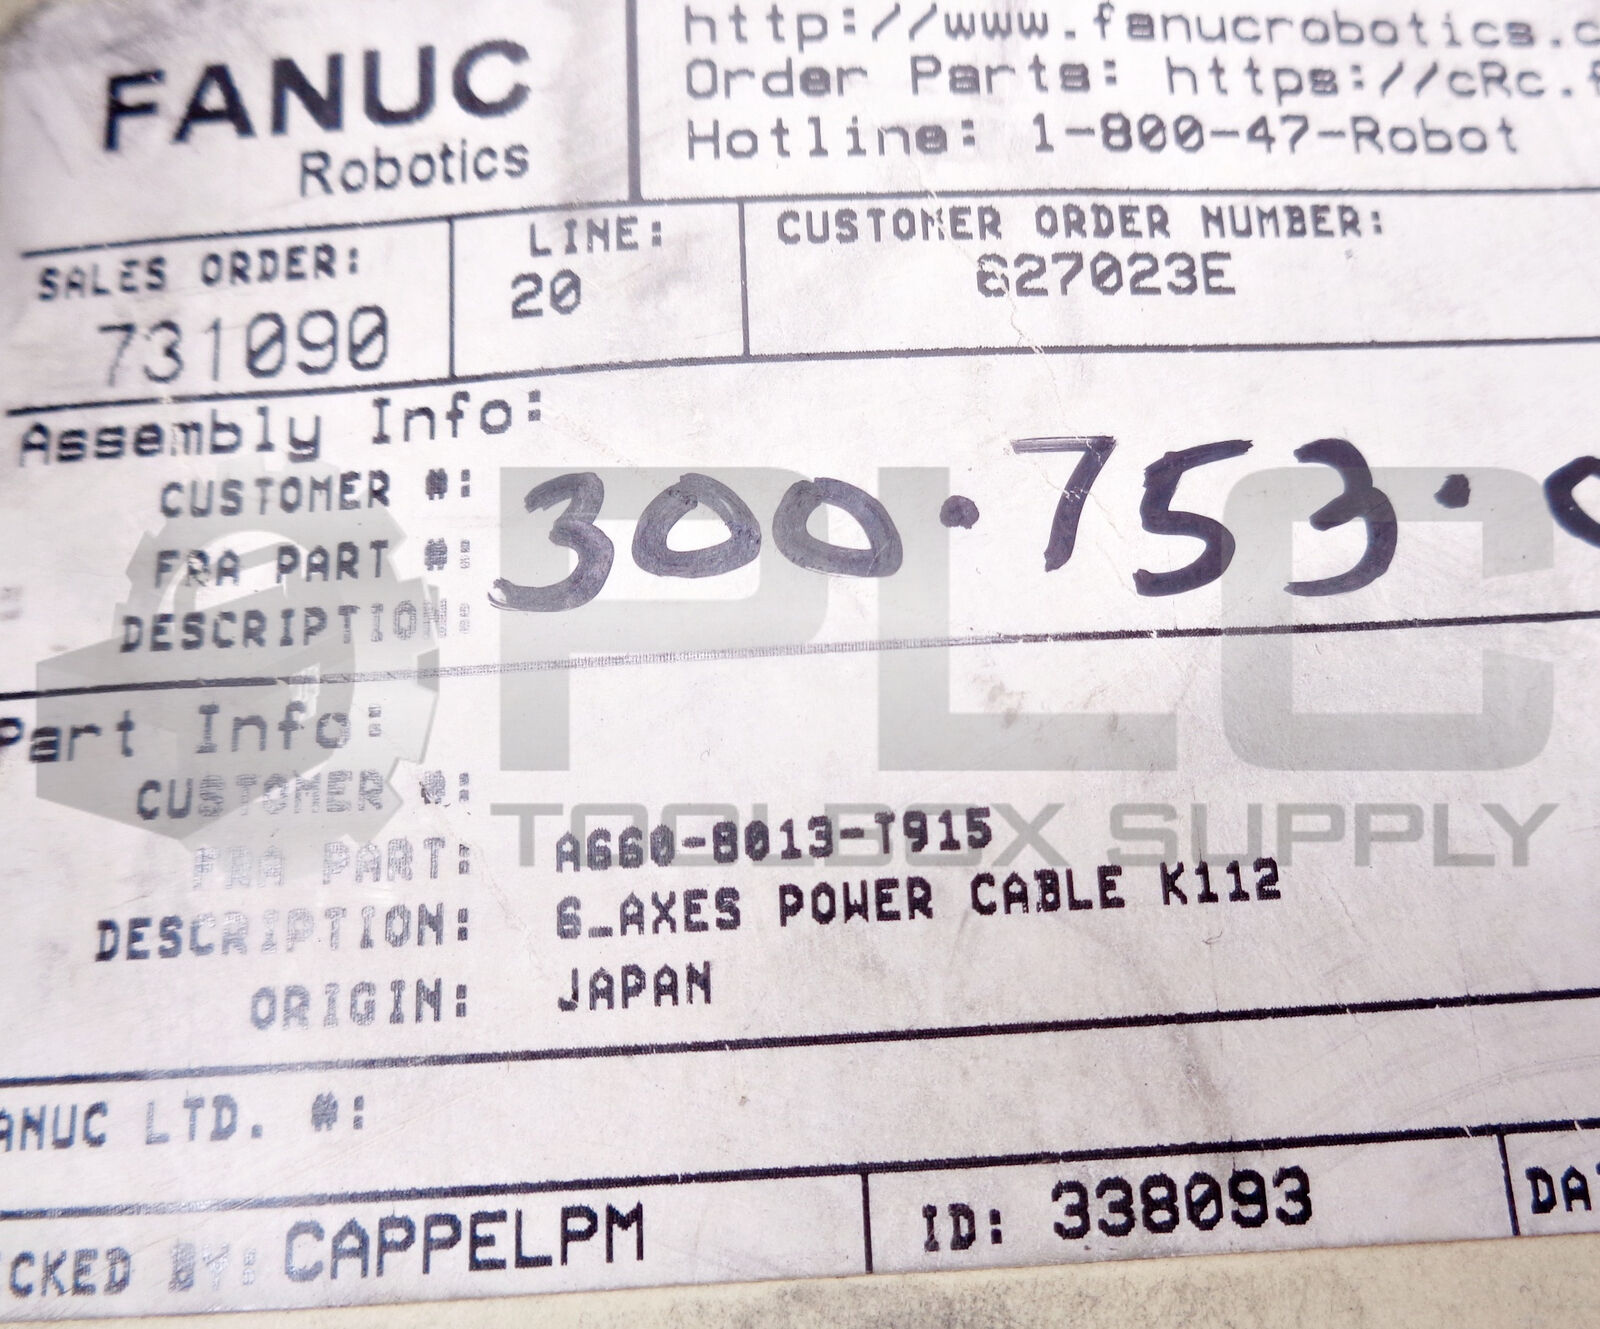 FANUC
Robotics
http://www.fanucrobotics.c
Order Parts: https://cRc.f
Hotline: 1-800-47-Robot
SALES ORDER:
731090
LINE:
20
CUSTOMER ORDER NUMBER:
627023E
Assembly Info:
CUSTOMER #:
FRA PART #:
DESCRIPTION:
300.753.0
Part Info:
CUSTOMER #:
FRA PART: A660-8013-T915
DESCRIPTION: 6_AXES POWER CABLE K112
ORIGIN: JAPAN
ANUC LTD. #:
CKED BY: CAPPELPM
ID: 338093
DA
PLC
TOOLBOX SUPPLY